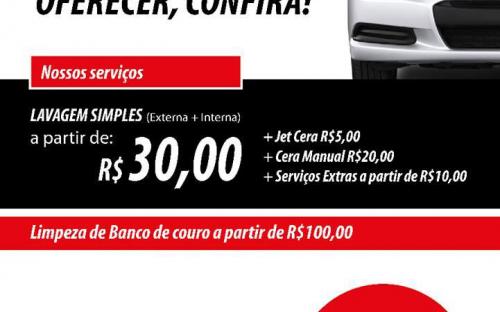 OFERECER, CONFIRA!
Nossos serviços
LAVAGEM SIMPLES (Externa + Interna)
a partir de:
R$ 30,00
+ Jet Cera R$5,00
+ Cera Manual R$20,00
+ Serviços Extras a partir de R$10,00
Limpeza de Banco de couro a partir de R$100,00